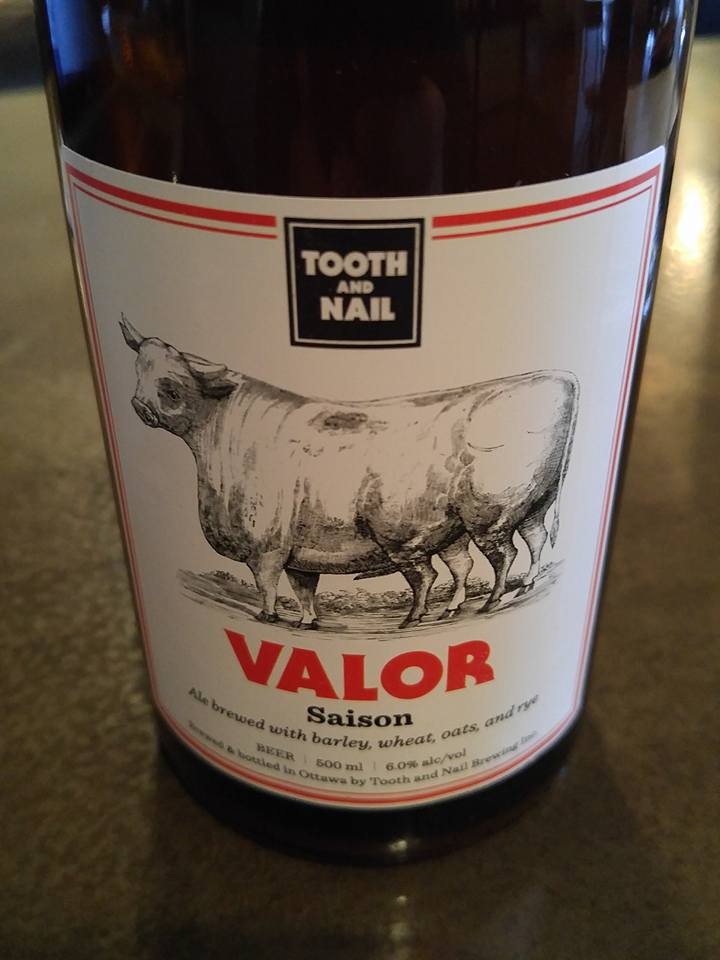 TOOTH
AND
NAIL
VALOR
Saison
Ale brewed with barley, wheat, oats, and rye
BEER | 500 ml | 6.0% alc/vol
Brewed & bottled in Ottawa by Tooth and Nail Brewing Inc.